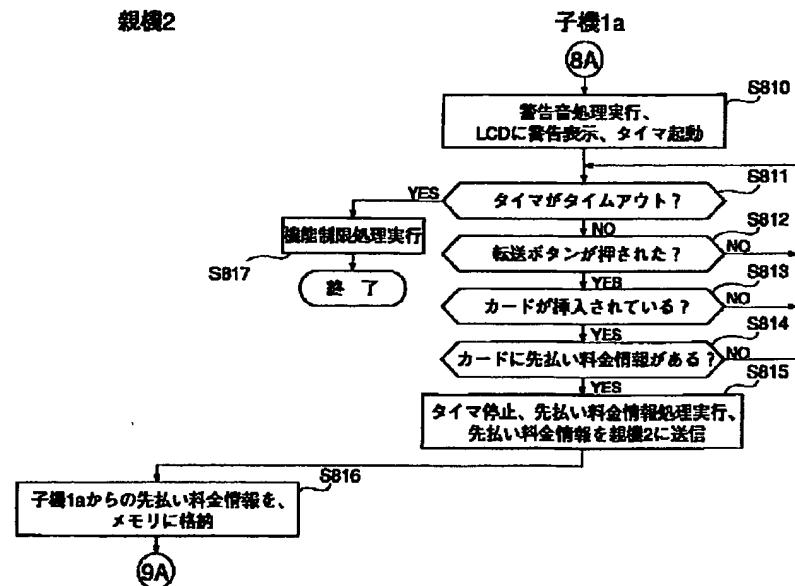 親機2
子機1a
8A
S810
警告音処理実行、
LCDに警告表示、タイマ起動
S811
タイマがタイムアウト？
YES
NO
機能制限処理実行
S817
終 了
S812
転送ボタンが押された？
NO
YES
S813
カードが挿入されている？
NO
YES
S814
カードに先払い料金情報がある？
NO
YES
S815
タイマ停止、先払い料金情報処理実行、
先払い料金情報を親機2に送信
S816
子機1aからの先払い料金情報を、
メモリに格納
9A